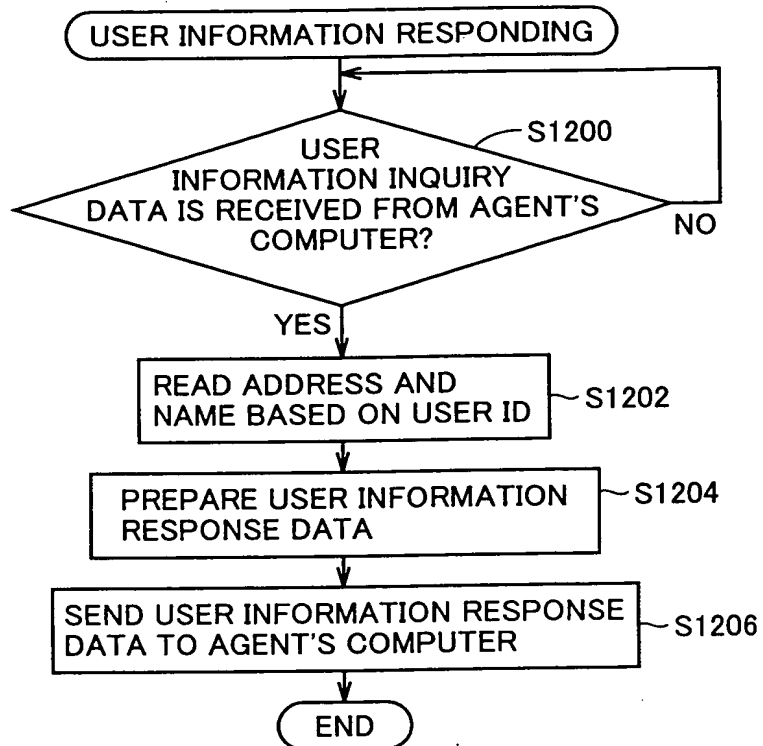 USER INFORMATION RESPONDING
S1200
USER
INFORMATION INQUIRY
DATA IS RECEIVED FROM AGENT'S
COMPUTER?
NO
YES
READ ADDRESS AND
NAME BASED ON USER ID
S1202
PREPARE USER INFORMATION
RESPONSE DATA
S1204
SEND USER INFORMATION RESPONSE
DATA TO AGENT'S COMPUTER
S1206
END